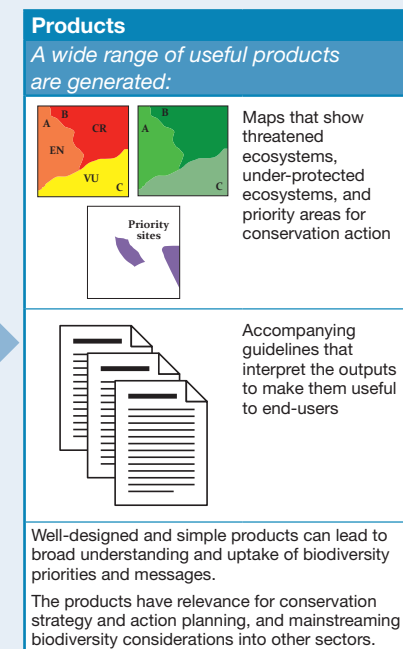 Products
A wide range of useful products
are generated:
A
B
CR
EN
VU
C
A
B
C
Priority
sites
Maps that show
threatened
ecosystems,
under-protected
ecosystems, and
priority areas for
conservation action
Accompanying
guidelines that
interpret the outputs
to make them useful
to end-users
Well-designed and simple products can lead to
broad understanding and uptake of biodiversity
priorities and messages.
The products have relevance for conservation
strategy and action planning, and mainstreaming
biodiversity considerations into other sectors.